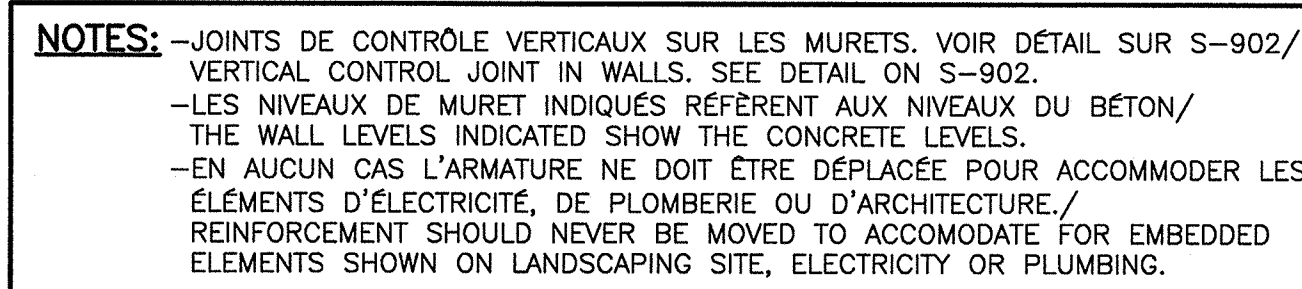 NOTES: -JOINTS DE CONTRÔLE VERTICAUX SUR LES MURETS. VOIR DÉTAIL SUR S-902/
VERTICAL CONTROL JOINT IN WALLS. SEE DETAIL ON S-902.
-LES NIVEAUX DE MURET INDIQUÉS RÉFÈRENT AUX NIVEAUX DU BÉTON/
THE WALL LEVELS INDICATED SHOW THE CONCRETE LEVELS.
-EN AUCUN CAS L'ARMATURE NE DOIT ÊTRE DÉPLACÉE POUR ACCOMMODER LES
ÉLÉMENTS D'ÉLECTRICITÉ, DE PLOMBERIE OU D'ARCHITECTURE./
REINFORCEMENT SHOULD NEVER BE MOVED TO ACCOMODATE FOR EMBEDDED
ELEMENTS SHOWN ON LANDSCAPING SITE, ELECTRICITY OR PLUMBING.